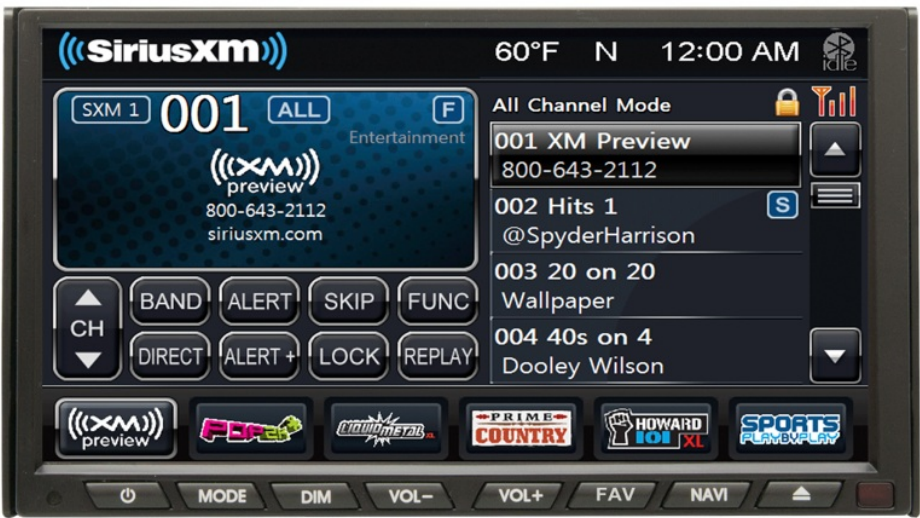 SiriusXM
60°F N 12:00 AM
idle
SXM 1 001 ALL F
Entertainment
XM
preview
800-643-2112
siriusxm.com
All Channel Mode
001 XM Preview
800-643-2112
002 Hits 1 S
@SpyderHarrison
003 20 on 20
Wallpaper
004 40s on 4
Dooley Wilson
CH
BAND ALERT SKIP FUNC
DIRECT ALERT + LOCK REPLAY
XM
preview
POP2K
LIQUID METAL XL
PRIME
COUNTRY
HOWARD
101 XL
SPORTS
PLAY BY PLAY
MODE DIM VOL– VOL+ FAV NAVI